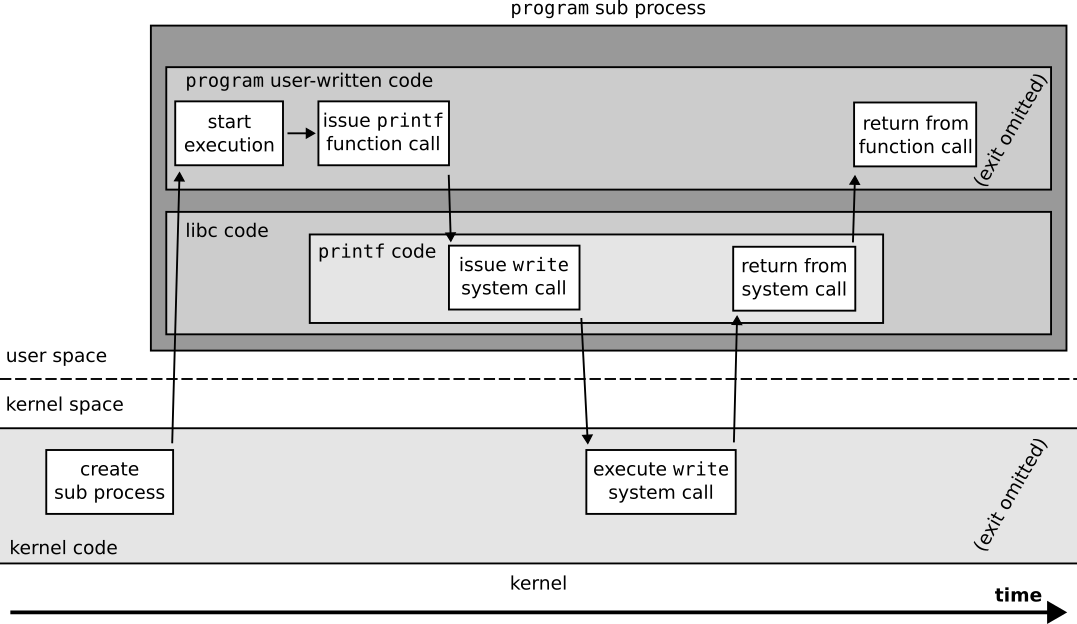 program sub process
program user-written code
start
execution
issue printf
function call
return from
function call
(exit omitted)
libc code
printf code
issue write
system call
return from
system call
user space
kernel space
create
sub process
execute write
system call
(exit omitted)
kernel code
kernel
time